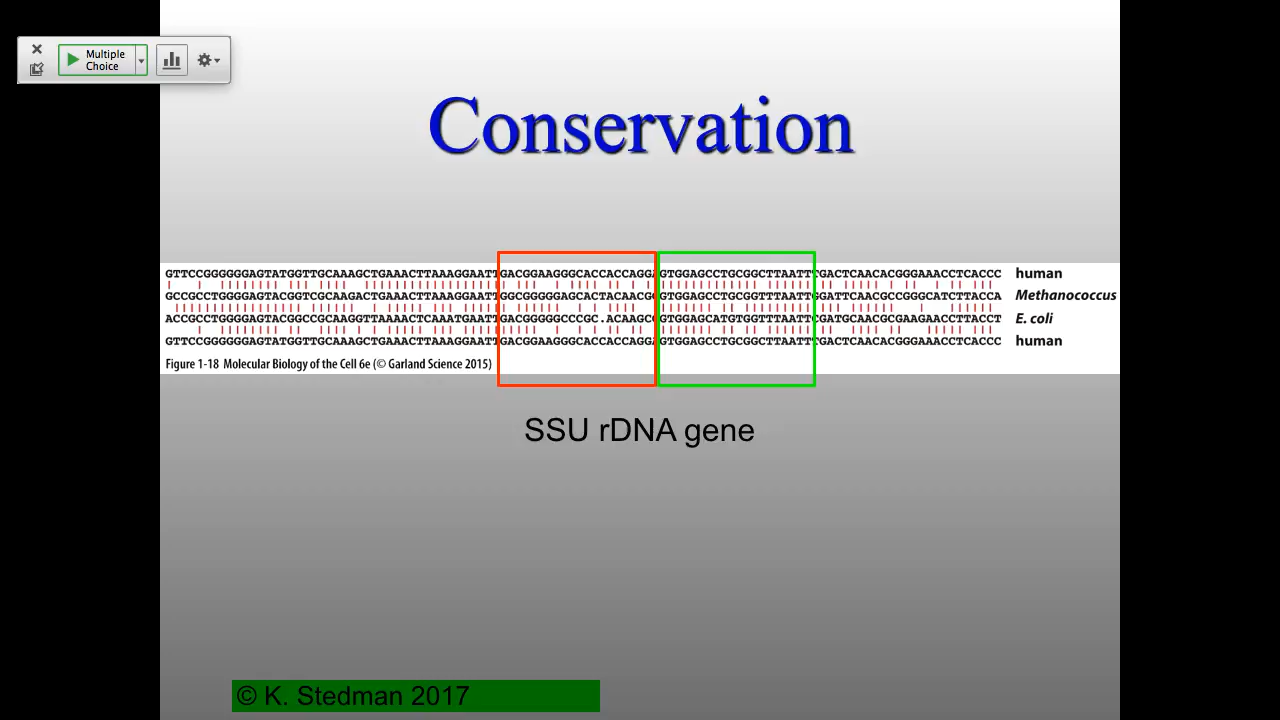 Multiple
Choice
Conservation
GTTCCGGGGGGAGTATGGTTGCAAAGCTGAAACTTAAAGGAATTGACGGAAGGGCACCACCAGGAGTGGAGCCTGCGGCTTAATTTGACTCAACACGGGAAACCTCACCC human
GCCGCCTGGGGAGTACGGTCGCAAGACTGAAACTTAAAGGAATTGGCGGGGGAGCACTACAACGGGTGGAGCCTGCGGTTTAATTGGATTCAACGCCGGGCATCTTACCA Methanococcus
ACCGCCTGGGGAGTACGGCCGCAAGGTTAAAACTCAAATGAATTGACGGGGGCCCGC.ACAAGCGGTGGAGCATGTGGTTTAATTCGATGCAACGCGAAGAACCTTACCT E. coli
GTTCCGGGGGGAGTATGGTTGCAAAGCTGAAACTTAAAGGAATTGACGGAAGGGCACCACCAGGAGTGGAGCCTGCGGCTTAATTTGACTCAACACGGGAAACCTCACCC human
Figure 1-18 Molecular Biology of the Cell 6e (© Garland Science 2015)
SSU rDNA gene
© K. Stedman 2017